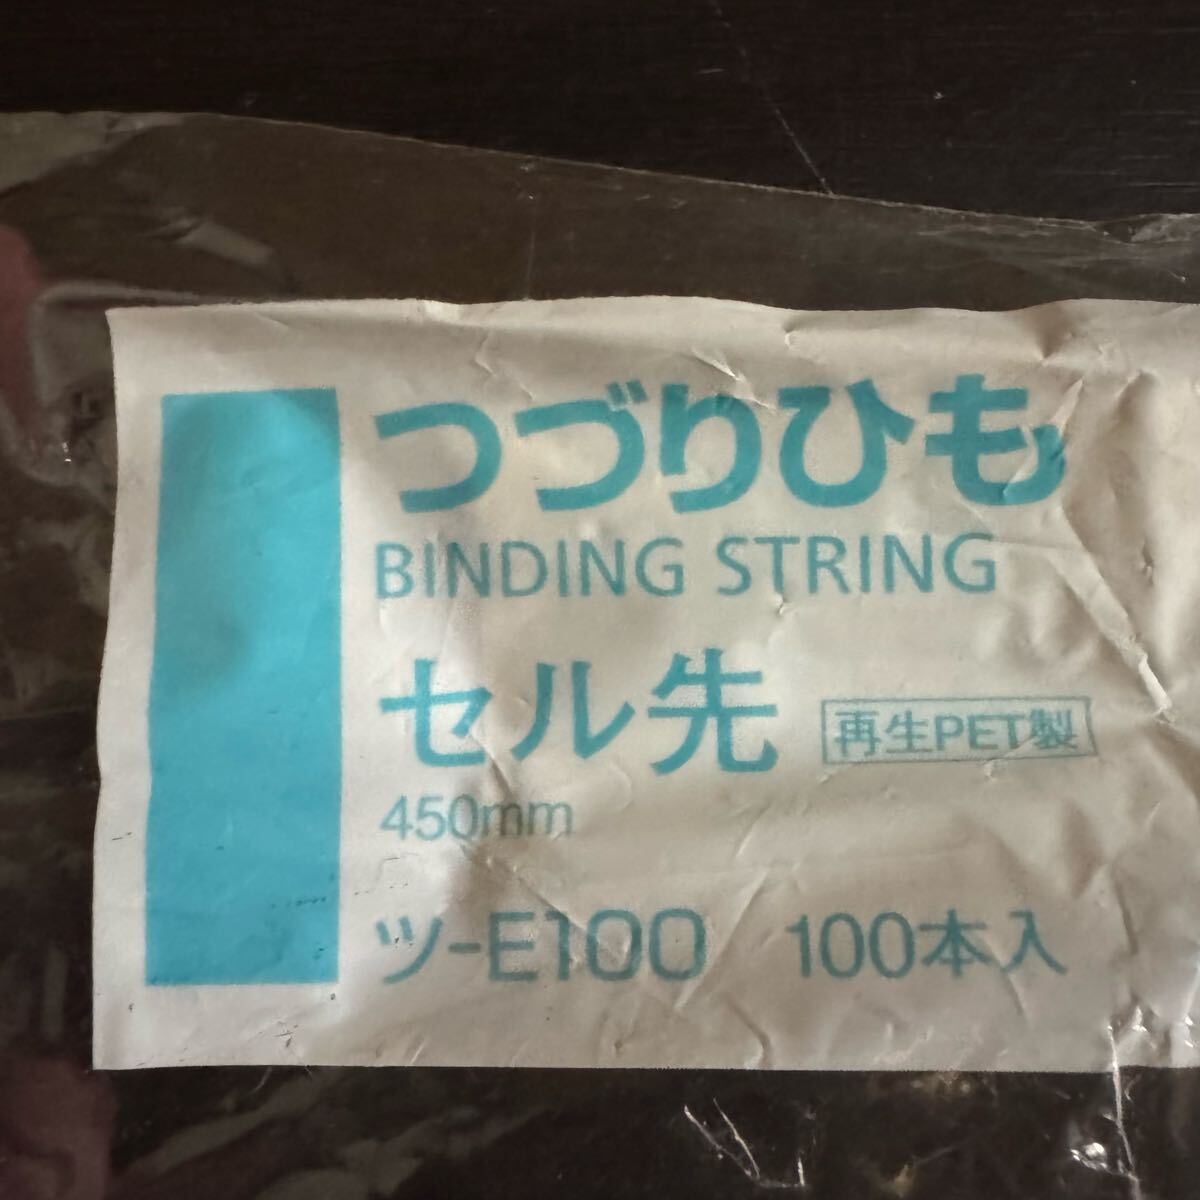 つづりひも
BINDING STRING
セル先 再生PET製
450mm
ツ-E100 100本入